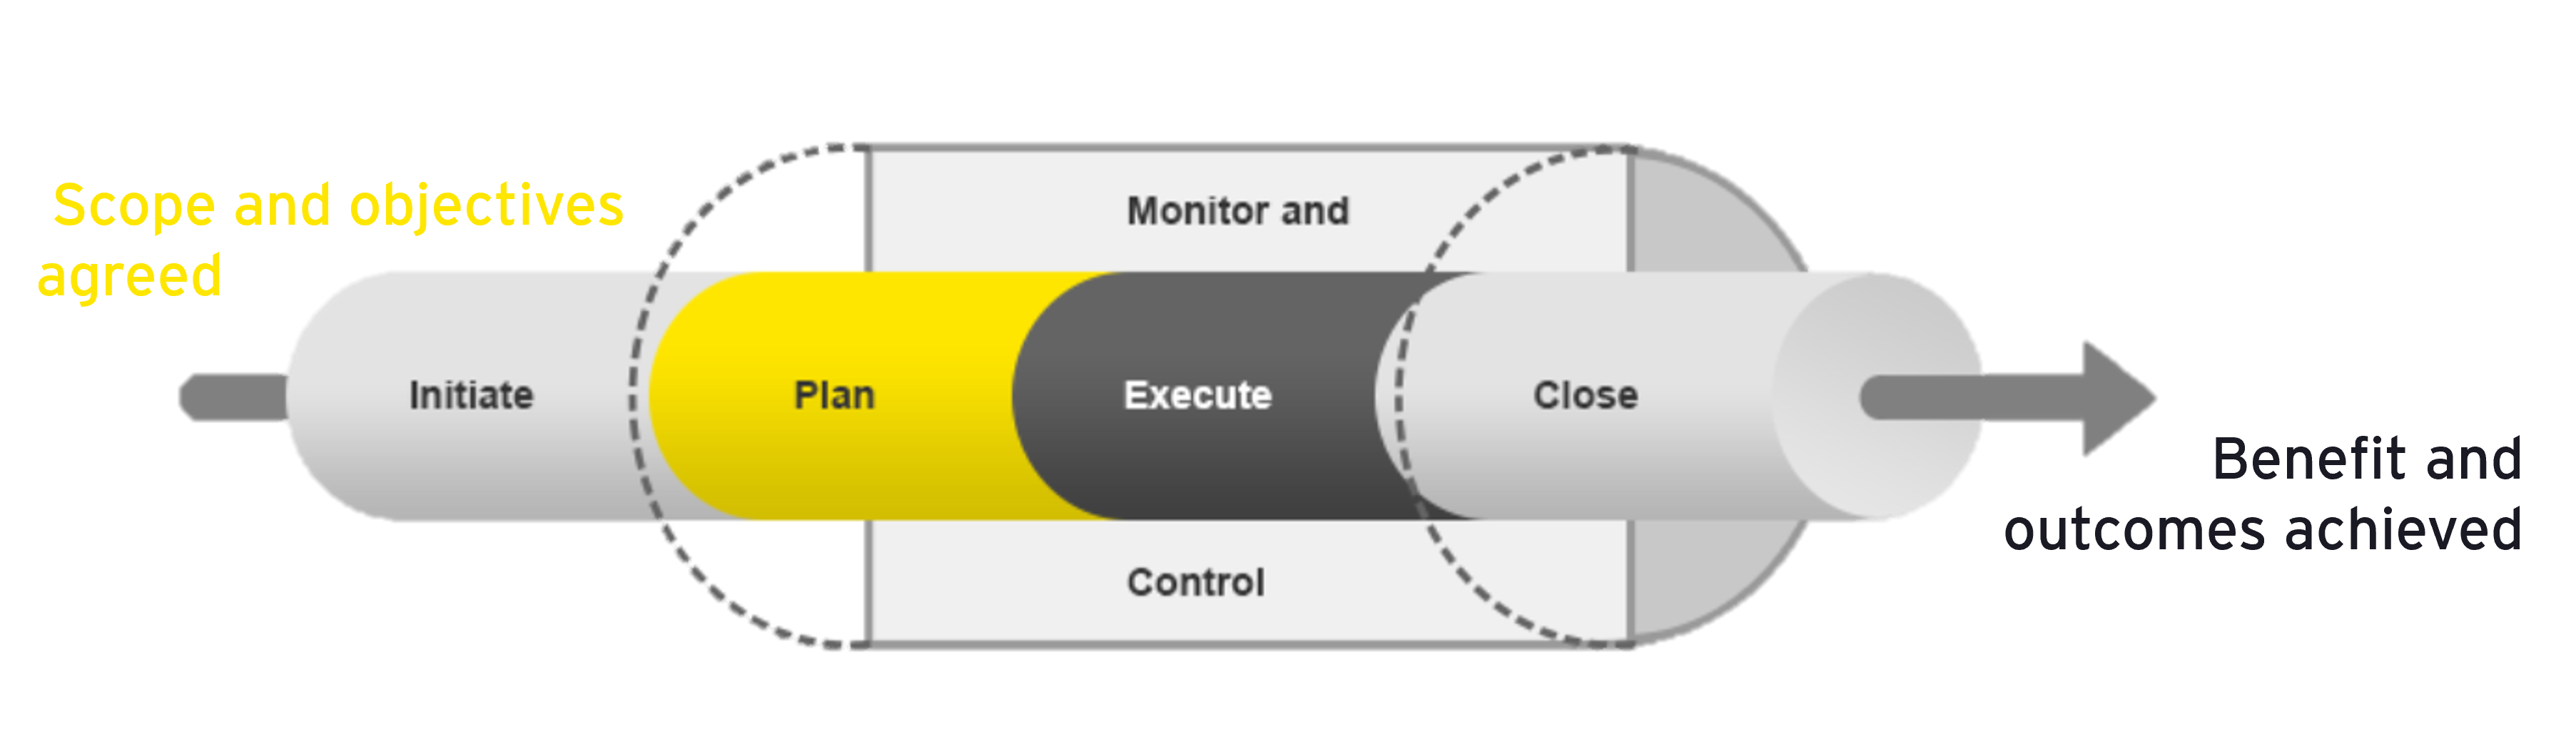 Scope and objectives
agreed
Monitor and
Initiate
Plan
Execute
Close
Control
Benefit and
outcomes achieved